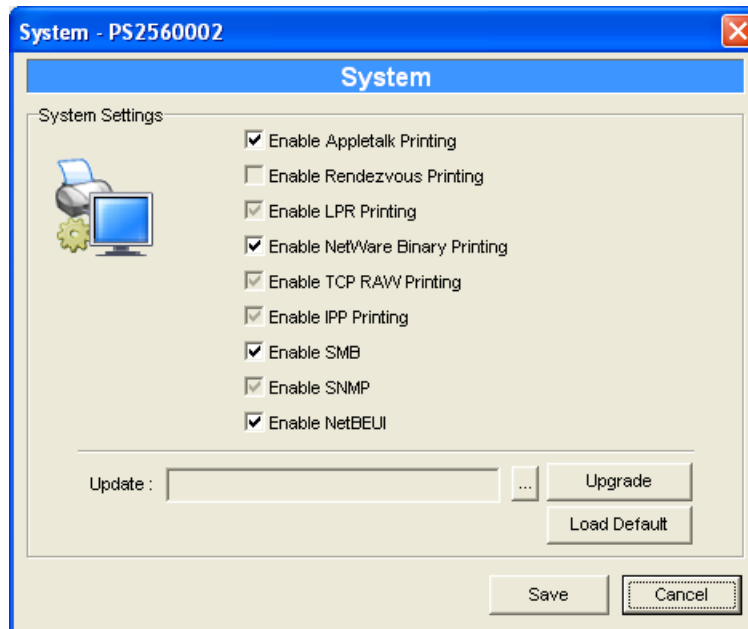 System - PS2560002
System
System Settings
Enable Appletalk Printing
Enable Rendezvous Printing
Enable LPR Printing
Enable NetWare Binary Printing
Enable TCP RAW Printing
Enable IPP Printing
Enable SMB
Enable SNMP
Enable NetBEUI
Update : ... Upgrade
Load Default
Save Cancel